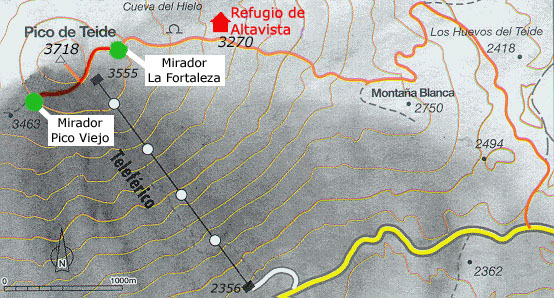 Cueva del Hielo
Refugio de
Altavista
Pico de Teide
3718
3270
Los Huevos del Teide
2418
Mirador
La Fortaleza
3555
Montaña Blanca
2750
3463
Mirador
Pico Viejo
Teleférico
2494
N
2362
0
1000m
2356